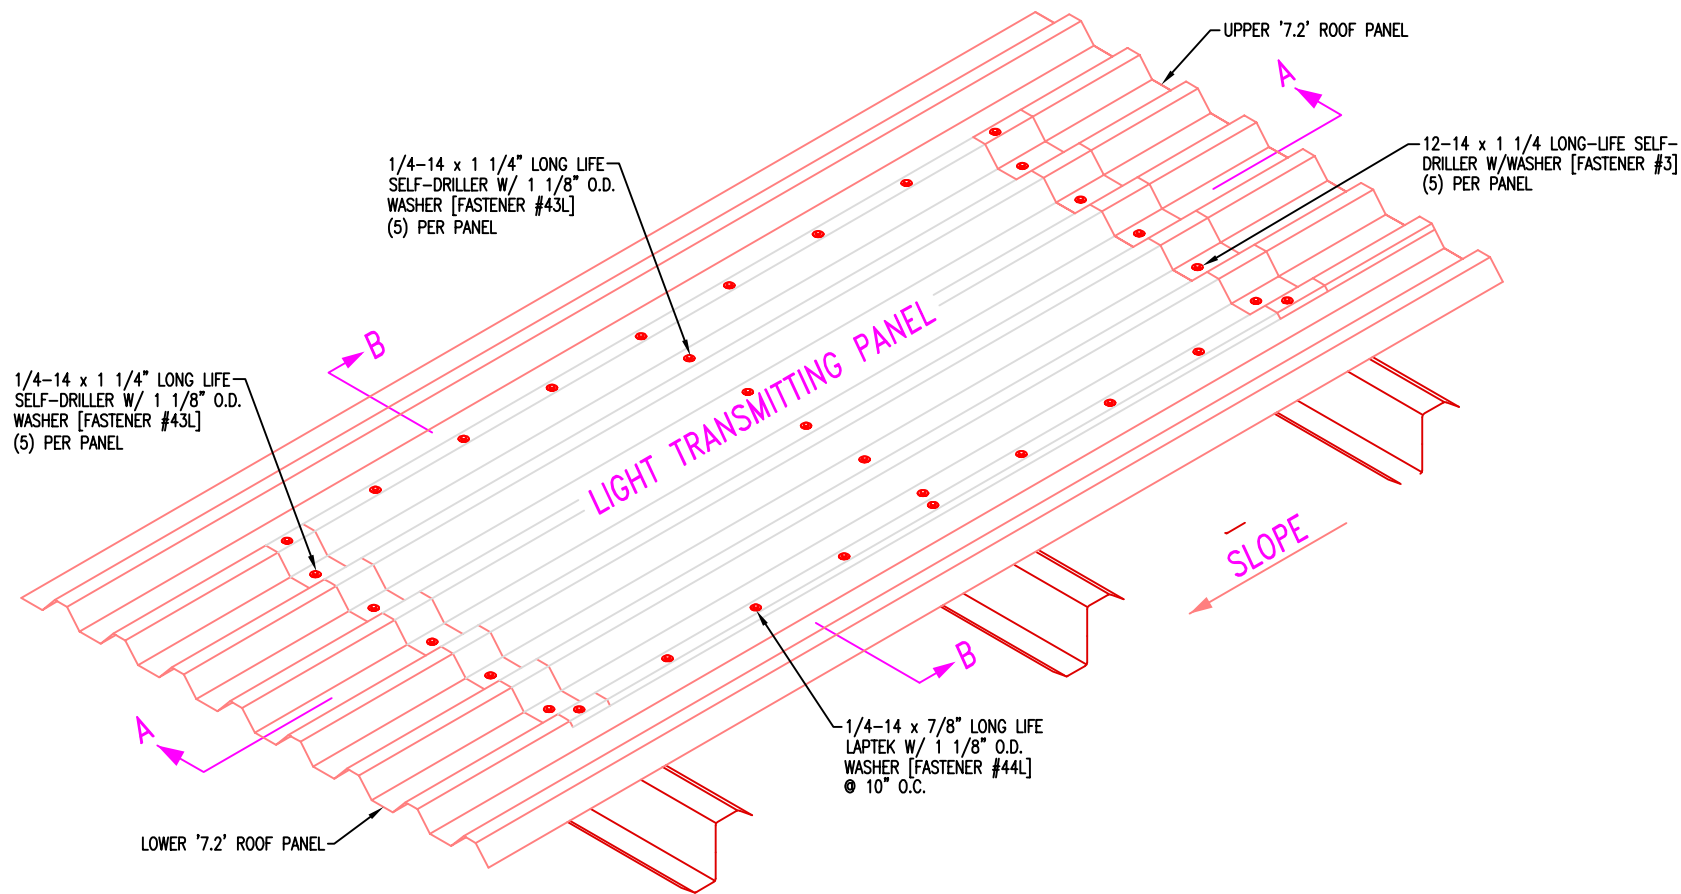 UPPER '7.2' ROOF PANEL
A
12-14 x 1 1/4 LONG-LIFE SELF-
DRILLER W/WASHER [FASTENER #3]
(5) PER PANEL
1/4-14 x 1 1/4" LONG LIFE
SELF-DRILLER W/ 1 1/8" O.D.
WASHER [FASTENER #43L]
(5) PER PANEL
B
1/4-14 x 1 1/4" LONG LIFE
SELF-DRILLER W/ 1 1/8" O.D.
WASHER [FASTENER #43L]
(5) PER PANEL
LIGHT TRANSMITTING PANEL
SLOPE
B
A
1/4-14 x 7/8" LONG LIFE
LAPTEK W/ 1 1/8" O.D.
WASHER [FASTENER #44L]
@ 10" O.C.
LOWER '7.2' ROOF PANEL